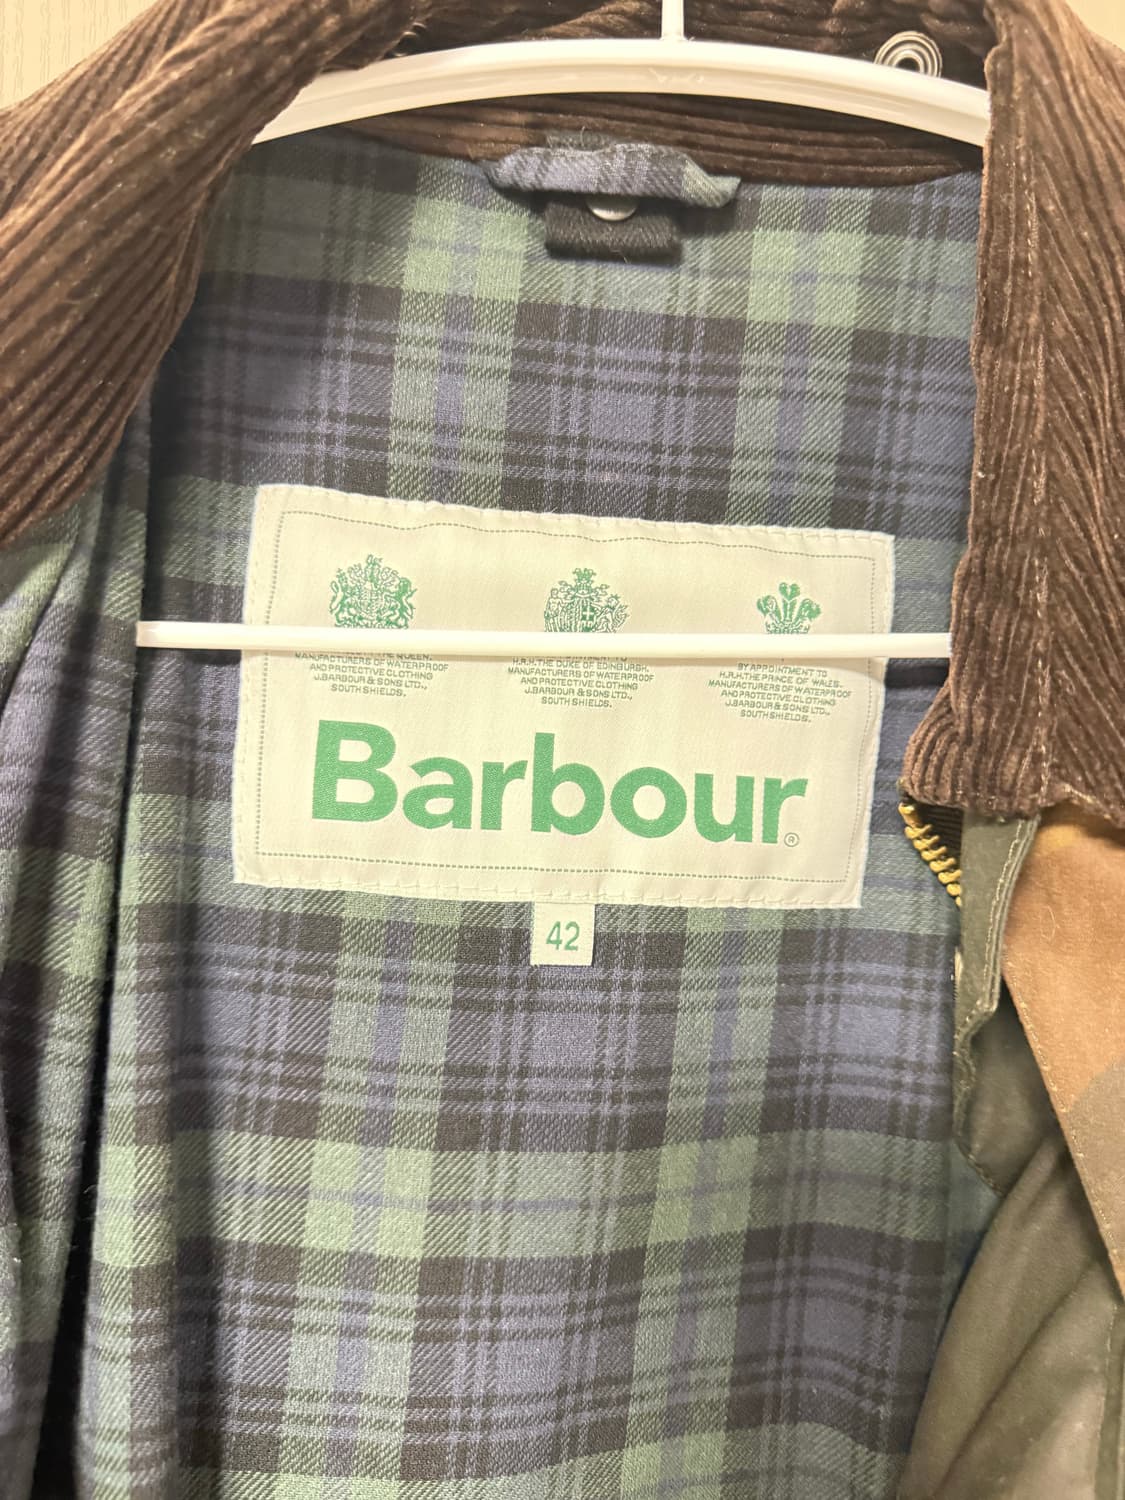 THE QUEEN.
MANUFACTURERS OF WATERPROOF
AND PROTECTIVE CLOTHING
J.BARBOUR & SONS LTD.,
SOUTH SHIELDS.
H.R.H.THE DUKE OF EDINBURGH.
MANUFACTURERS OF WATERPROOF
AND PROTECTIVE CLOTHING
J.BARBOUR & SONS LTD.,
SOUTH SHIELDS.
BY APPOINTMENT TO
H.R.H.THE PRINCE OF WALES.
MANUFACTURERS OF WATERPROOF
AND PROTECTIVE CLOTHING
J.BARBOUR & SONS LTD.,
SOUTH SHIELDS.
Barbour®
42